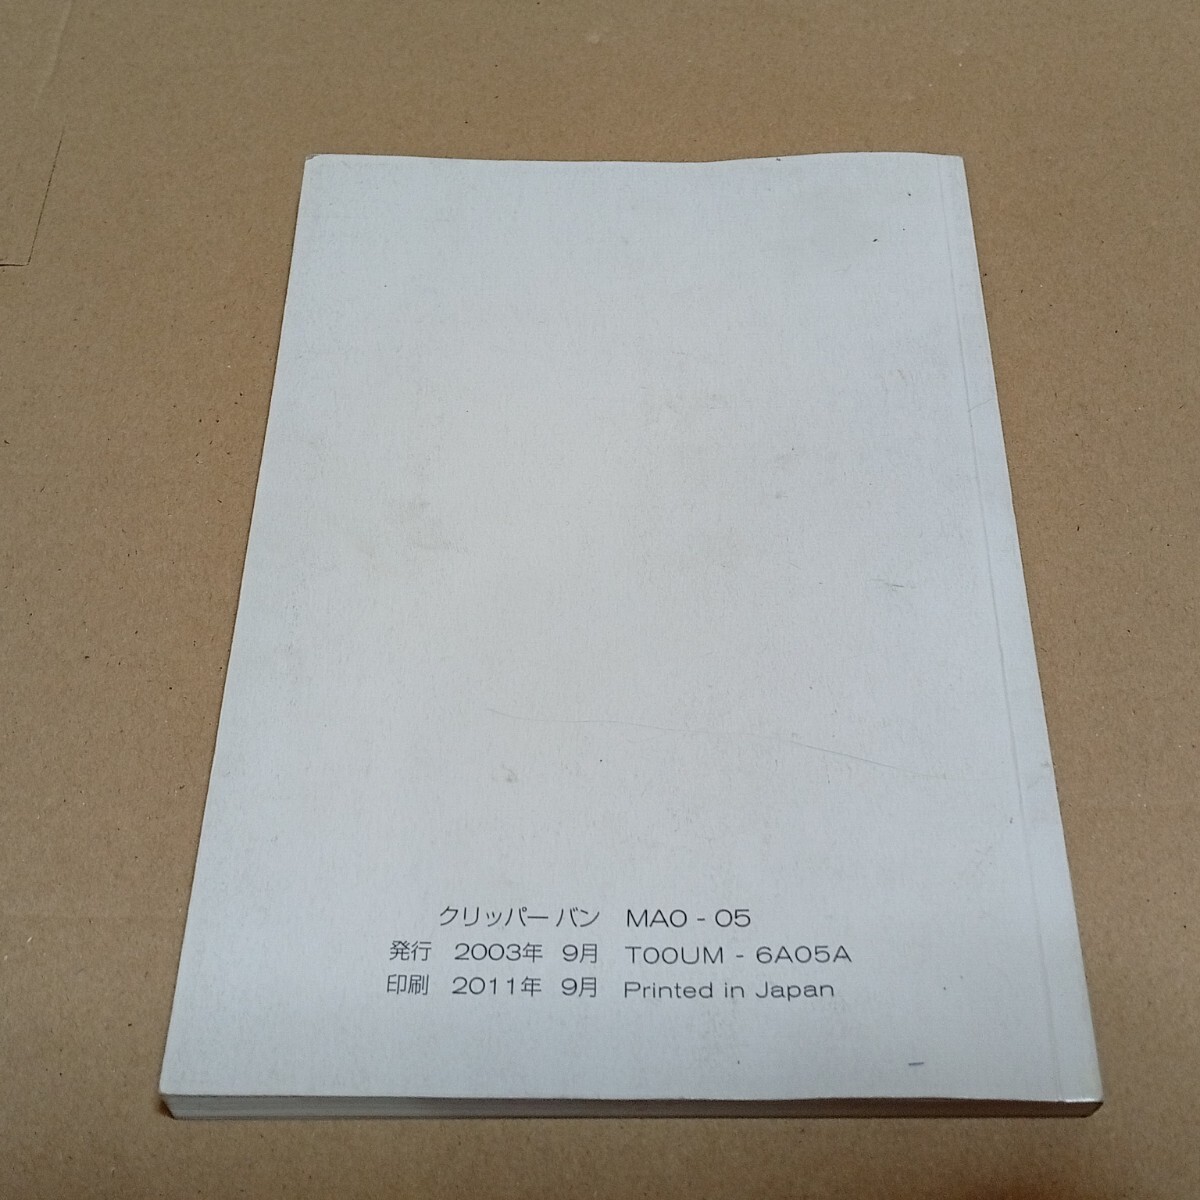 クリッパー バン MA0 - 05
発行 2003年 9月 T00UM - 6A05A
印刷 2011年 9月 Printed in Japan